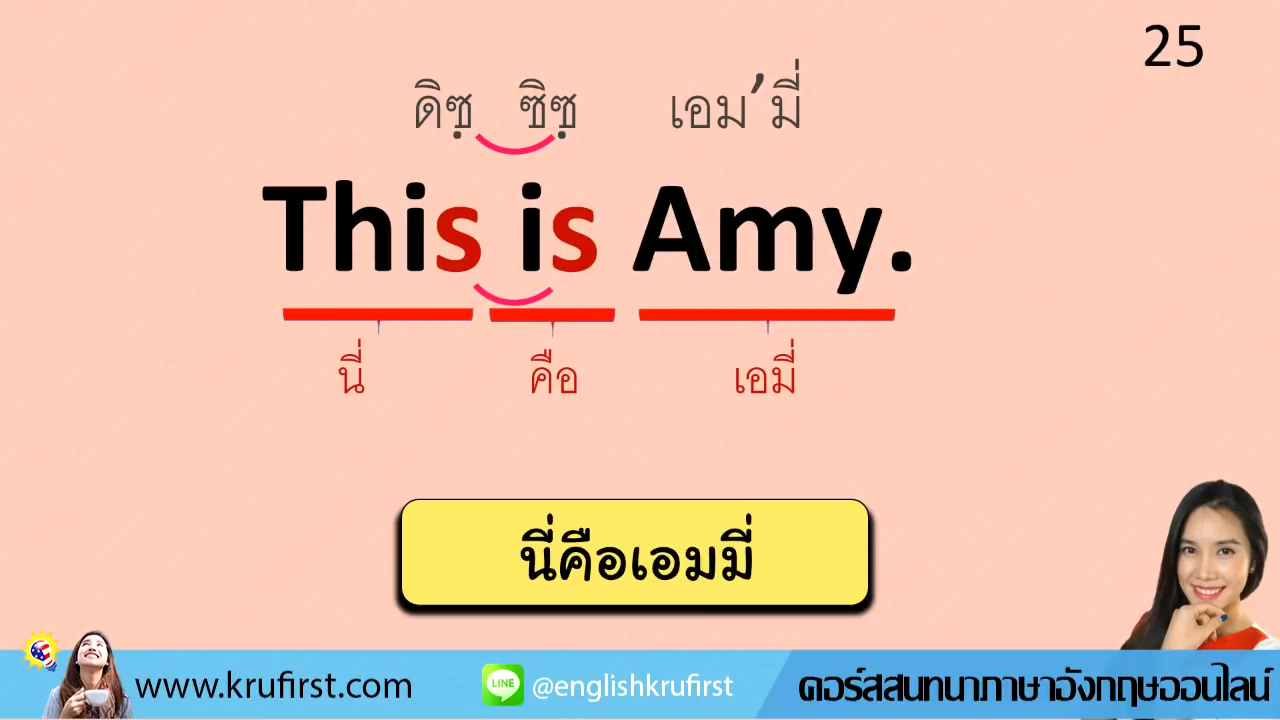 25
ดิซฺ ซิซฺ เอม’มี่
This is Amy.
นี่ คือ เอมี่
นี่คือเอมมี่
www.krufirst.com LINE @englishkrufirst คอร์สสนทนาภาษาอังกฤษออนไลน์